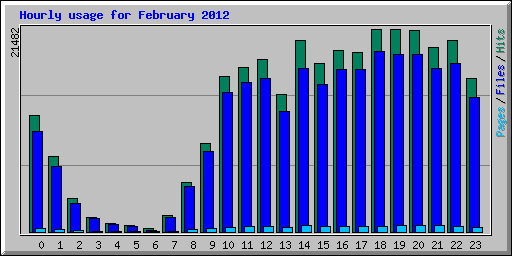 Hourly usage for February 2012
21482
Pages / Files / Hits
0 1 2 3 4 5 6 7 8 9 10 11 12 13 14 15 16 17 18 19 20 21 22 23